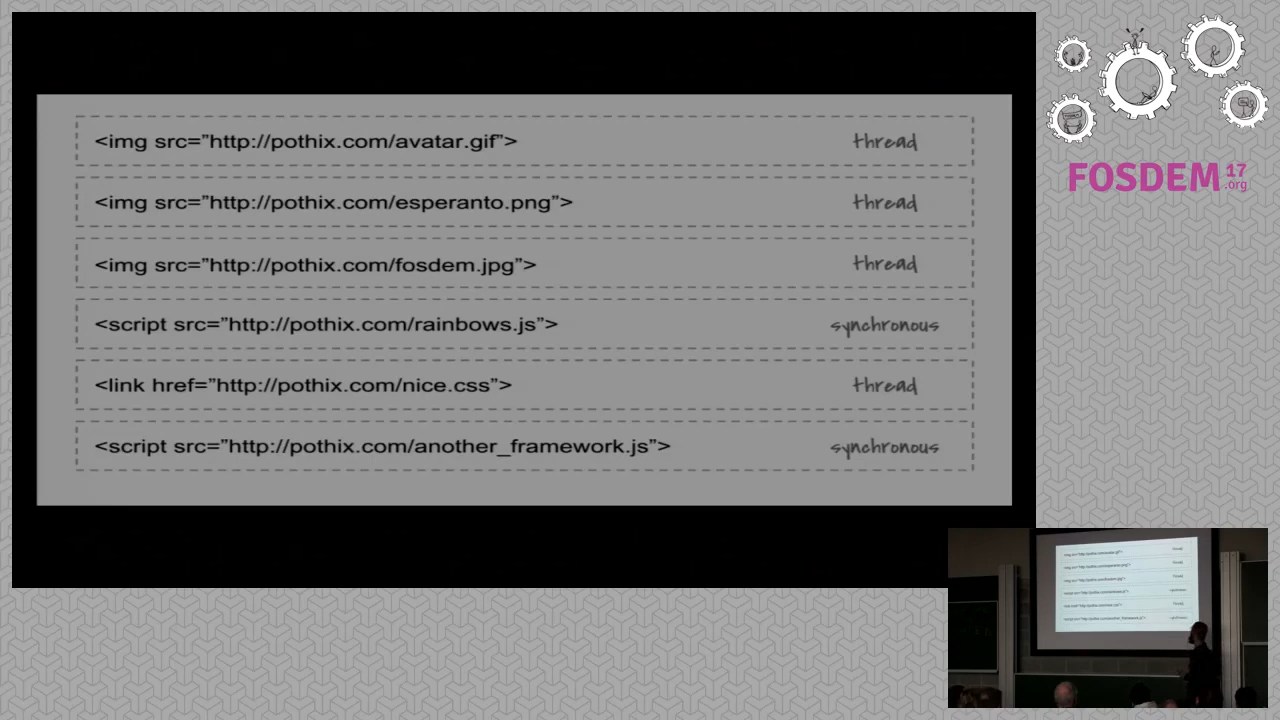 <img src=”http://pothix.com/avatar.gif”> thread
<img src=”http://pothix.com/esperanto.png”> thread
<img src=”http://pothix.com/fosdem.jpg”> thread
<script src=”http://pothix.com/rainbows.js”> synchronous
<link href=”http://pothix.com/nice.css”> thread
<script src=”http://pothix.com/another_framework.js”> synchronous
FOSDEM 17
.org